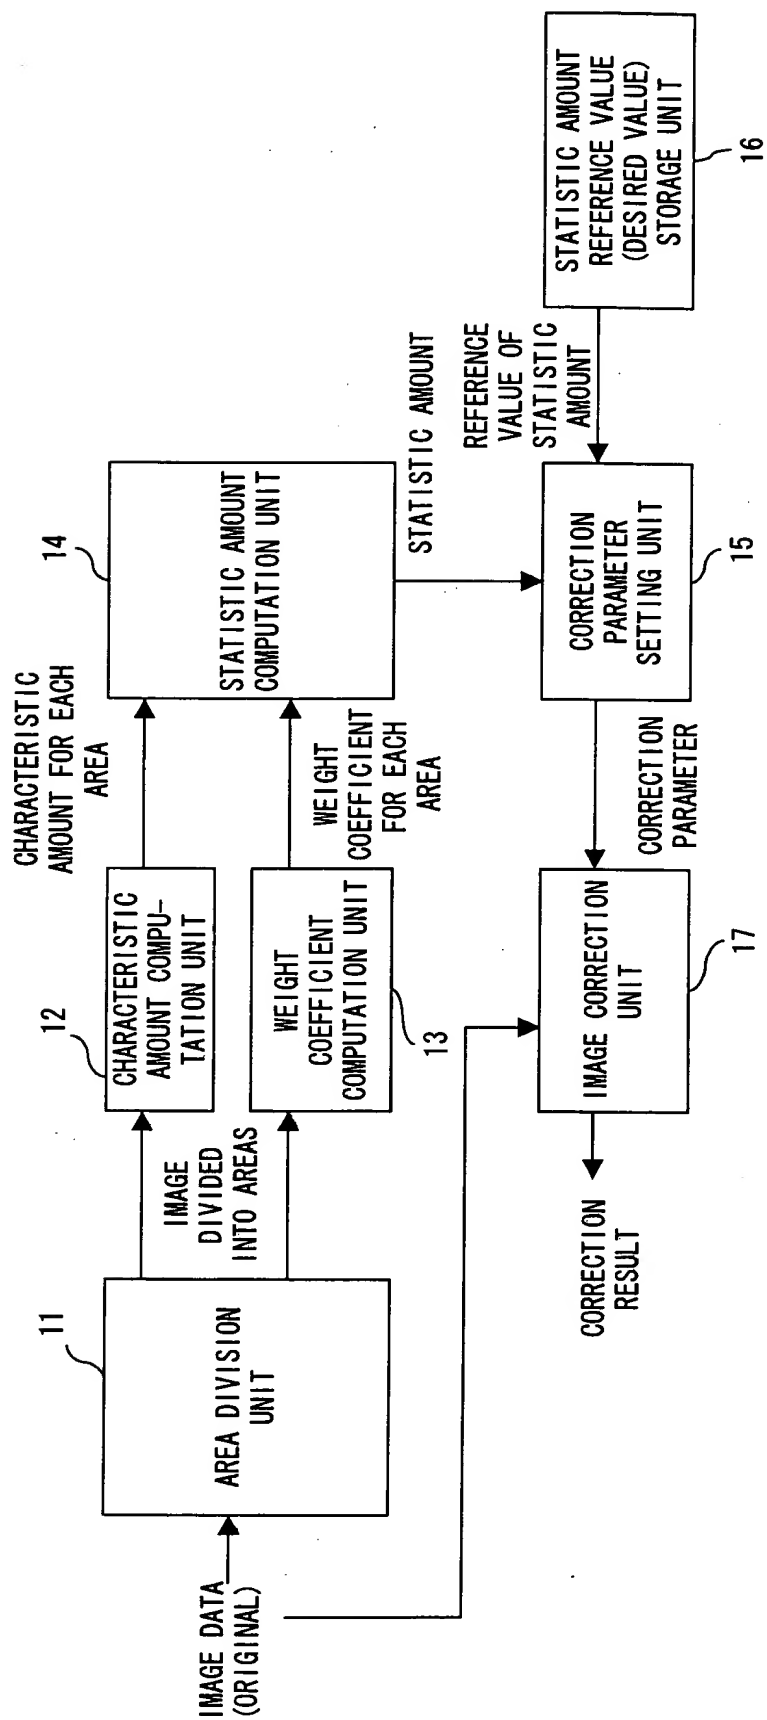 IMAGE DATA
(ORIGINAL)
11
AREA DIVISION
UNIT
IMAGE
DIVIDED
INTO AREAS
12
CHARACTERISTIC
AMOUNT COMPU-
TATION UNIT
WEIGHT
COEFFICIENT
COMPUTATION UNIT
13
CHARACTERISTIC
AMOUNT FOR EACH
AREA
WEIGHT
COEFFICIENT
FOR EACH
AREA
14
STATISTIC AMOUNT
COMPUTATION UNIT
STATISTIC AMOUNT
REFERENCE
VALUE OF
STATISTIC
AMOUNT
STATISTIC AMOUNT
REFERENCE VALUE
(DESIRED VALUE)
STORAGE UNIT
16
CORRECTION
PARAMETER
SETTING UNIT
15
CORRECTION
PARAMETER
IMAGE CORRECTION
UNIT
17
CORRECTION
RESULT